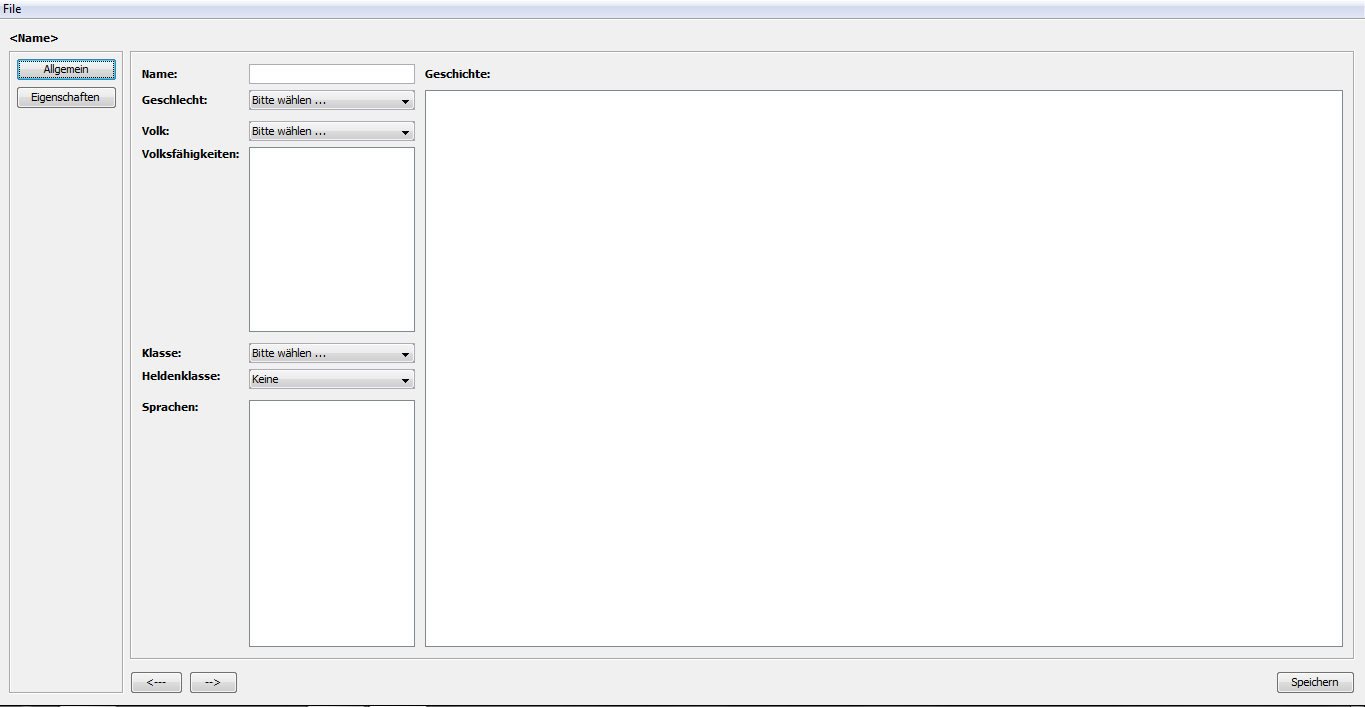 File
<Name>
Allgemein
Eigenschaften
Name:
Geschlecht:
Bitte wählen ...
Volk:
Bitte wählen ...
Volksfähigkeiten:
Klasse:
Bitte wählen ...
Heldenklasse:
Keine
Sprachen:
Geschichte:
<---
-->
Speichern